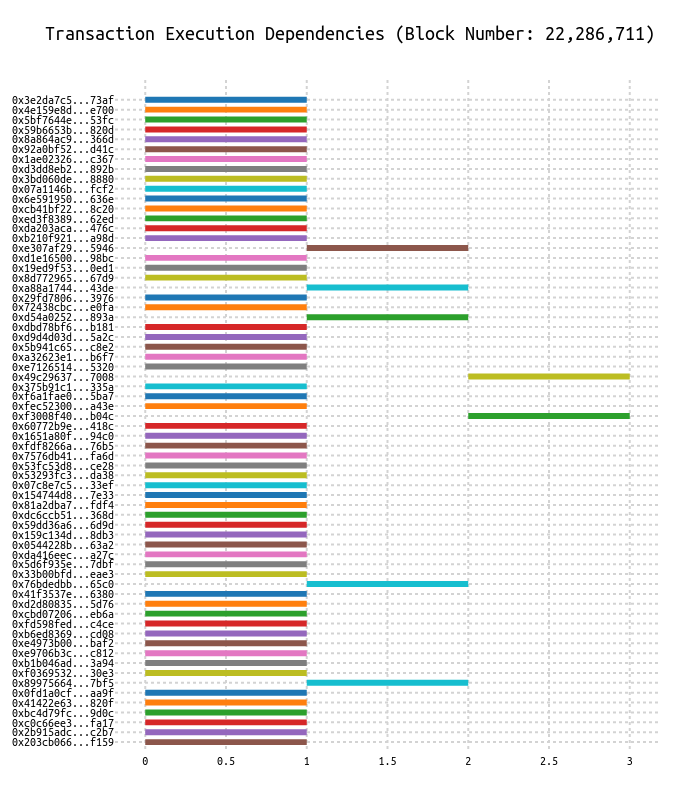 Transaction Execution Dependencies (Block Number: 22,286,711)
0x3e2da7c5...73af
0x4e159e8d...e700
0x5bf7644e...53fc
0x59b6653b...820d
0x8a864ac9...366d
0x92a0bf52...d41c
0x1ae02326...c367
0xd3dd8eb2...892b
0x3bd060de...8880
0x07a1146b...fcf2
0x6e591950...636e
0xcb41bf22...8c20
0xed3f8389...62ed
0xda203aca...476c
0xb210f921...a98d
0xe307af29...5946
0xd1e16500...98bc
0x19ed9f53...0ed1
0x8d772965...67d9
0xa88a1744...43de
0x29fd7806...3976
0x72438cbc...e0fa
0xd54a0252...893a
0xdbd78bf6...b181
0xd9d4d03d...5a2c
0x5b941c65...c8e2
0xa32623e1...b6f7
0xe7126514...5320
0x49c29637...7008
0x375b91c1...335a
0xf6a1fae0...5ba7
0xfec52300...a43e
0xf3008f40...b04c
0x60772b9e...418c
0x1651a80f...94c0
0xfdf8266a...76b5
0x7576db41...fa6d
0x53fc53d8...ce28
0x53293fc3...da38
0x07c8e7c5...33ef
0x154744d8...7e33
0x81a2dba7...fdf4
0xdc6ccb51...368d
0x59dd36a6...6d9d
0x159c134d...8db3
0x0544228b...63a2
0xda416eec...a27c
0x5d6f935e...7dbf
0x33b00bfd...eae3
0x76bdedbb...65c0
0x41f3537e...6380
0xd2d80835...5d76
0xcbd07206...eb6a
0xfd598fed...c4ce
0xb6ed8369...cd08
0xe4973b00...baf2
0xe9706b3c...c812
0xb1b046ad...3a94
0xf0369532...30e3
0x89975664...7bf5
0x0fd1a0cf...aa9f
0x41422e63...820f
0xbc4d79fc...9d0c
0xc0c66ee3...fa17
0x2b915adc...c2b7
0x203cb066...f159
0 0.5 1 1.5 2 2.5 3